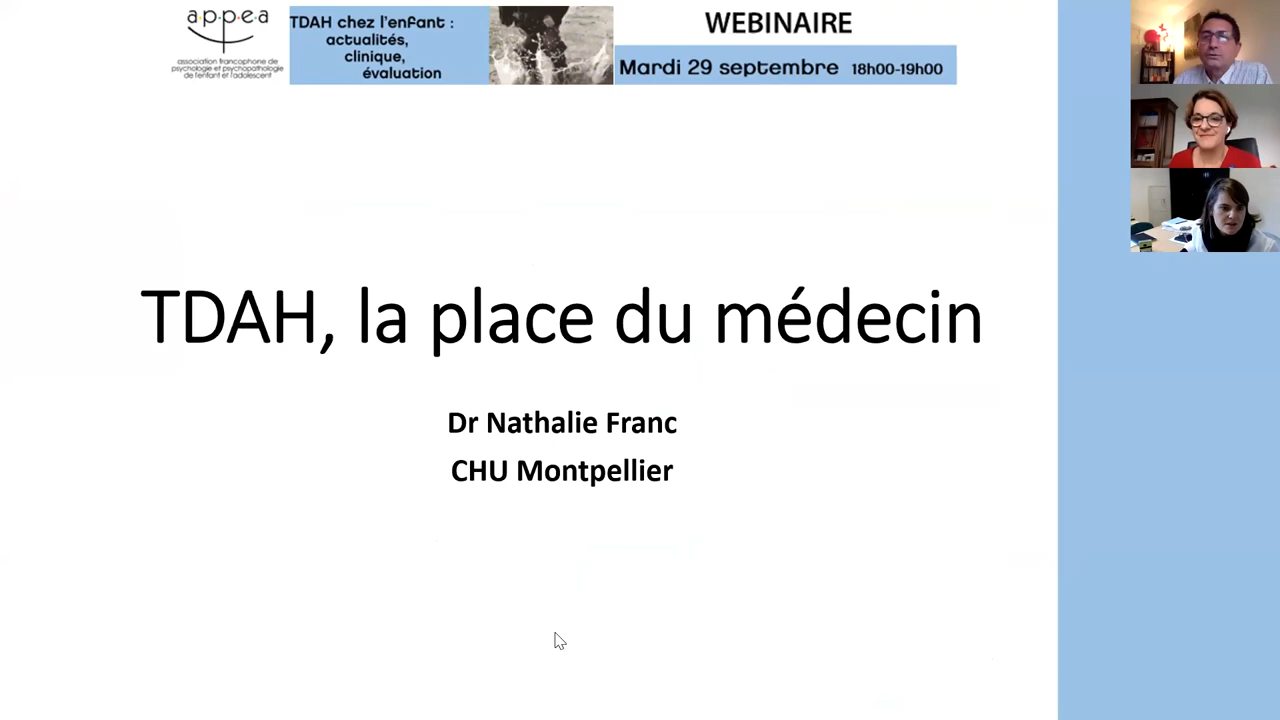 a·p·p·e·a
association francophone de
psychologie et psychopathologie
de l'enfant et l'adolescent
TDAH chez l'enfant :
actualités,
clinique,
évaluation
WEBINAIRE
Mardi 29 septembre 18h00-19h00
TDAH, la place du médecin
Dr Nathalie Franc
CHU Montpellier